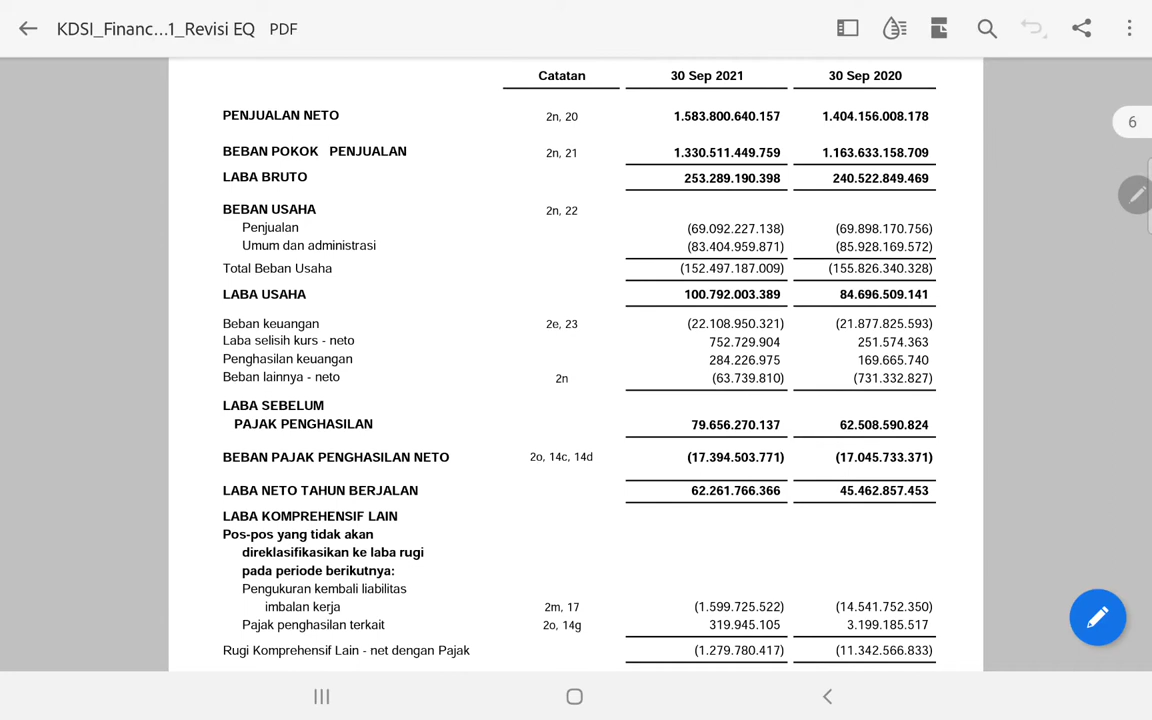 KDSI_Financ...1_Revisi EQ PDF
Catatan 30 Sep 2021 30 Sep 2020
6
PENJUALAN NETO 2n, 20 1.583.800.640.157 1.404.156.008.178
BEBAN POKOK PENJUALAN 2n, 21 1.330.511.449.759 1.163.633.158.709
LABA BRUTO 253.289.190.398 240.522.849.469
BEBAN USAHA 2n, 22
Penjualan (69.092.227.138) (69.898.170.756)
Umum dan administrasi (83.404.959.871) (85.928.169.572)
Total Beban Usaha (152.497.187.009) (155.826.340.328)
LABA USAHA 100.792.003.389 84.696.509.141
Beban keuangan 2e, 23 (22.108.950.321) (21.877.825.593)
Laba selisih kurs - neto 752.729.904 251.574.363
Penghasilan keuangan 284.226.975 169.665.740
Beban lainnya - neto 2n (63.739.810) (731.332.827)
LABA SEBELUM
PAJAK PENGHASILAN 79.656.270.137 62.508.590.824
BEBAN PAJAK PENGHASILAN NETO 2o, 14c, 14d (17.394.503.771) (17.045.733.371)
LABA NETO TAHUN BERJALAN 62.261.766.366 45.462.857.453
LABA KOMPREHENSIF LAIN
Pos-pos yang tidak akan
direklasifikasikan ke laba rugi
pada periode berikutnya:
Pengukuran kembali liabilitas
imbalan kerja 2m, 17 (1.599.725.522) (14.541.752.350)
Pajak penghasilan terkait 2o, 14g 319.945.105 3.199.185.517
Rugi Komprehensif Lain - net dengan Pajak (1.279.780.417) (11.342.566.833)